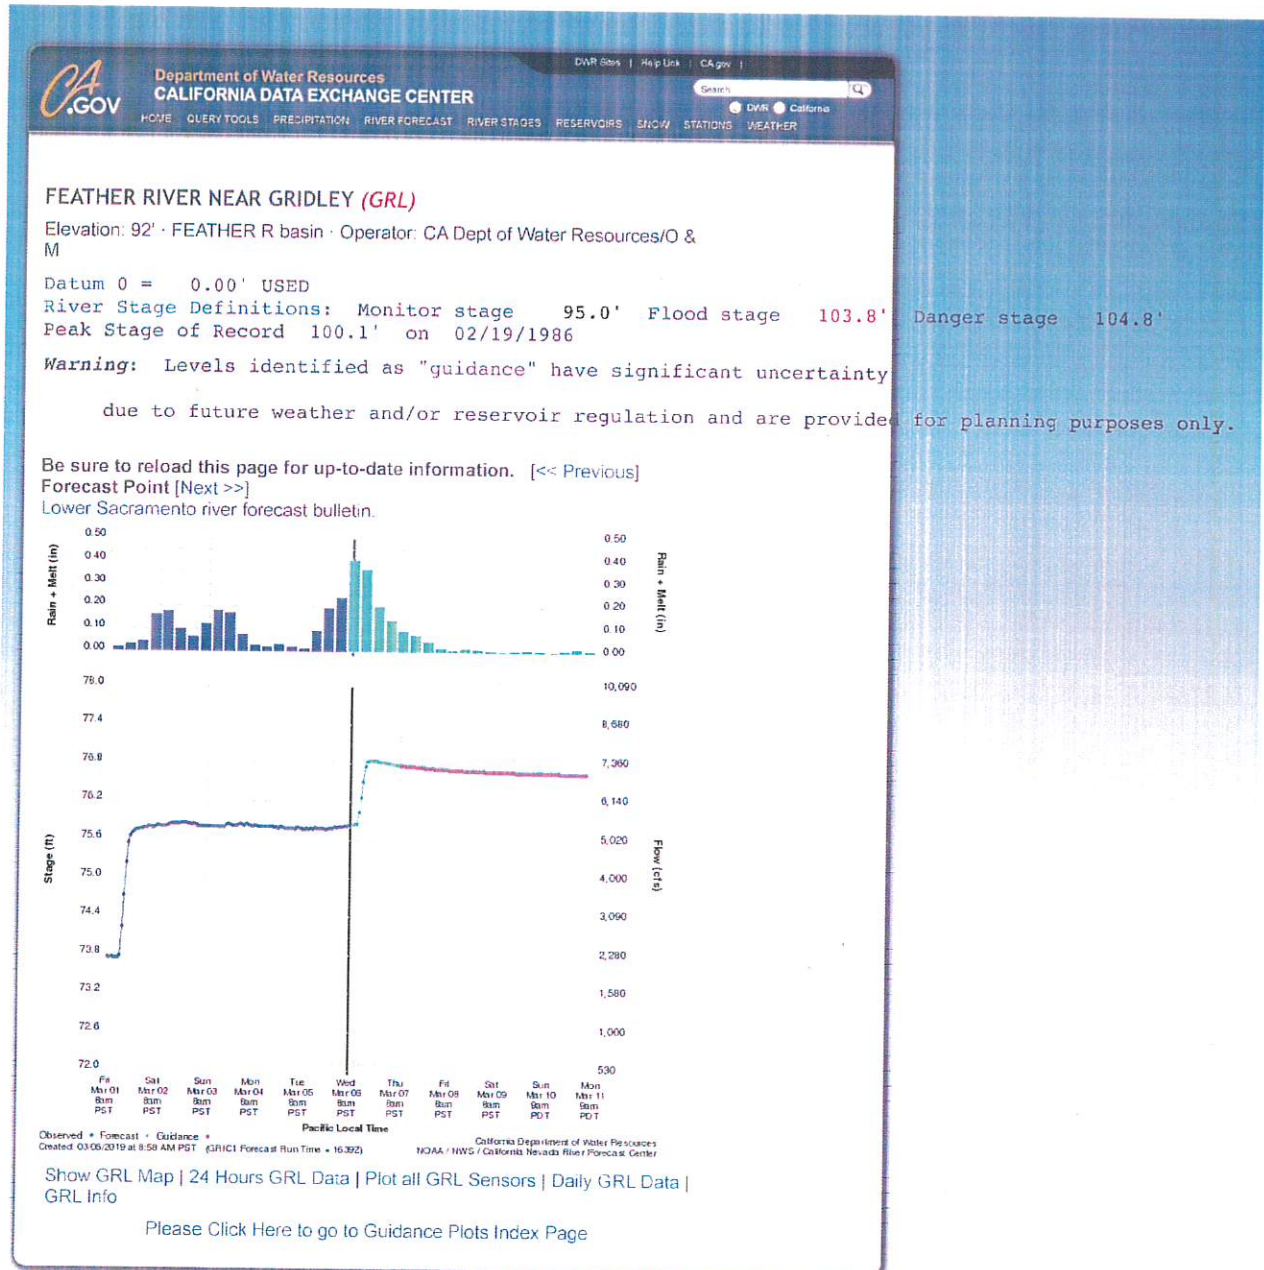 DWR Sites | Help Link | CA.gov |
CA.GOV
Department of Water Resources
CALIFORNIA DATA EXCHANGE CENTER
Search
DWR California
HOME QUERY TOOLS PRECIPITATION RIVER FORECAST RIVER STAGES RESERVOIRS SNOW STATIONS WEATHER
FEATHER RIVER NEAR GRIDLEY (GRL)
Elevation: 92' · FEATHER R basin · Operator: CA Dept of Water Resources/O &
M
Datum 0 = 0.00' USED
River Stage Definitions: Monitor stage 95.0' Flood stage 103.8' Danger stage 104.8'
Peak Stage of Record 100.1' on 02/19/1986
Warning: Levels identified as "guidance" have significant uncertainty
due to future weather and/or reservoir regulation and are provided for planning purposes only.
Be sure to reload this page for up-to-date information. [<< Previous]
Forecast Point [Next >>]
Lower Sacramento river forecast bulletin.
Rain + Melt (in)
0.50 0.50
0.40 0.40
0.30 0.30
0.20 0.20
0.10 0.10
0.00 0.00
Rain + Melt (in)
Stage (ft)
78.0 10,090
77.4 8,680
76.8 7,360
76.2 6,140
75.6 5,020
75.0 4,000
74.4 3,090
73.8 2,280
73.2 1,580
72.6 1,000
72.0 530
Flow (cfs)
Fri Sat Sun Mon Tue Wed Thu Fri Sat Sun Mon
Mar 01 Mar 02 Mar 03 Mar 04 Mar 05 Mar 06 Mar 07 Mar 08 Mar 09 Mar 10 Mar 11
8am 8am 8am 8am 8am 8am 8am 8am 8am 9am 9am
PST PST PST PST PST PST PST PST PST PDT PDT
Pacific Local Time
Observed • Forecast • Guidance •
California Department of Water Resources
Created: 03/06/2019 at 8:58 AM PST (GRIC1 Forecast Run Time = 1639Z)
NOAA / NWS / California Nevada River Forecast Center
Show GRL Map | 24 Hours GRL Data | Plot all GRL Sensors | Daily GRL Data |
GRL Info
Please Click Here to go to Guidance Plots Index Page